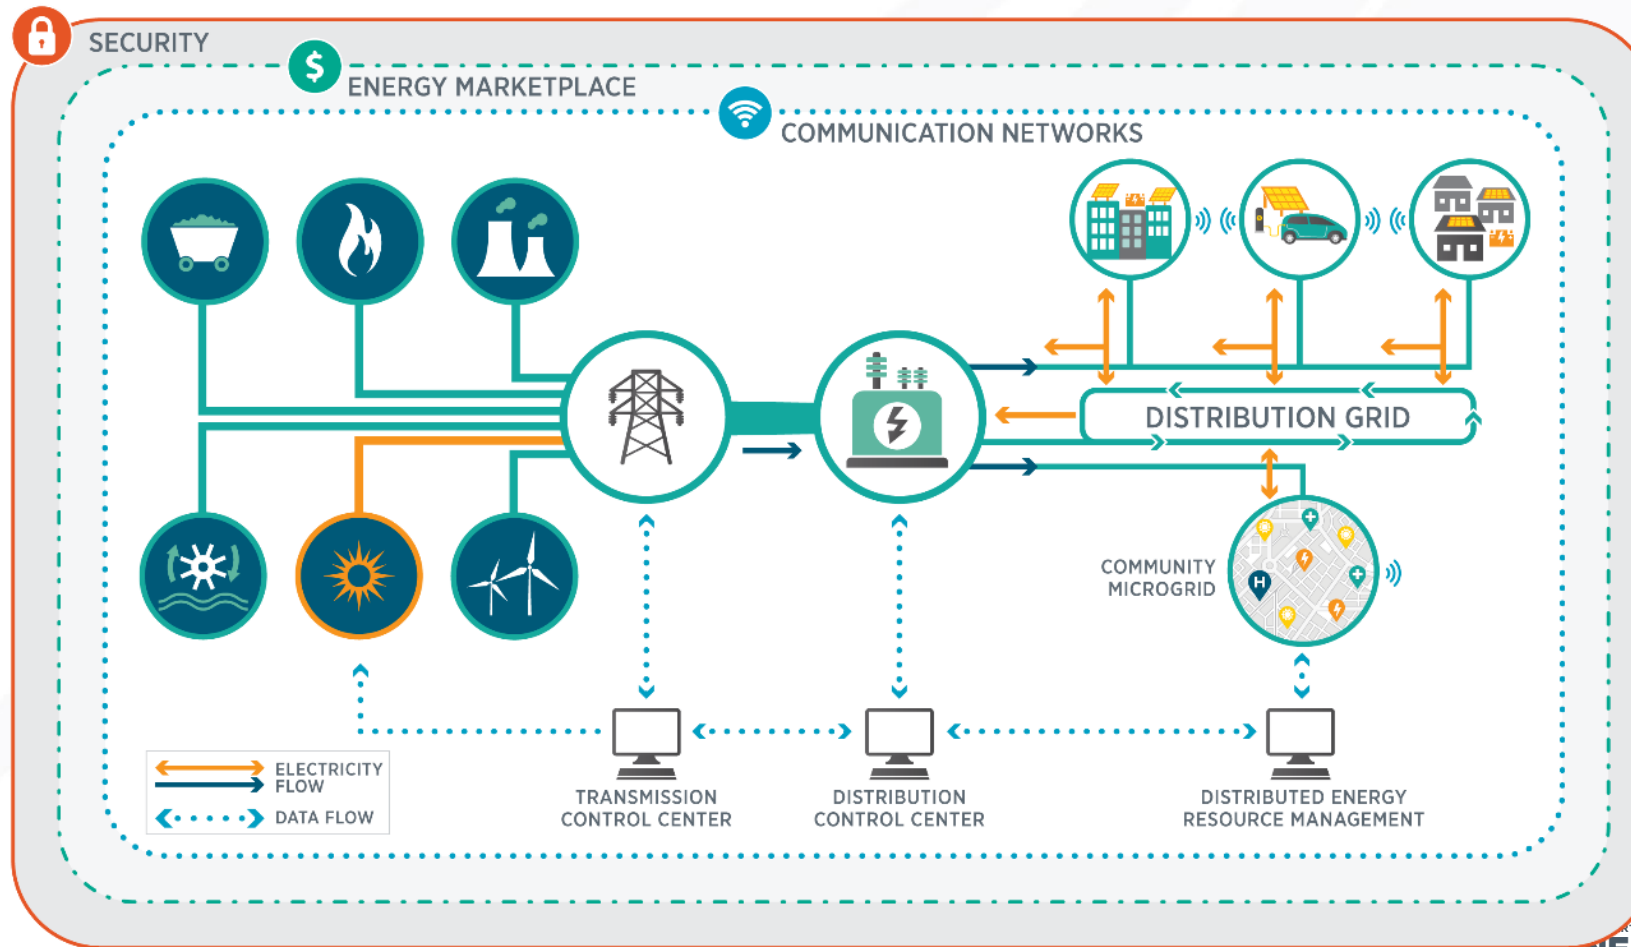 SECURITY
$
ENERGY MARKETPLACE
COMMUNICATION NETWORKS
DISTRIBUTION GRID
COMMUNITY
MICROGRID
H
ELECTRICITY
FLOW
DATA FLOW
TRANSMISSION
CONTROL CENTER
DISTRIBUTION
CONTROL CENTER
DISTRIBUTED ENERGY
RESOURCE MANAGEMENT